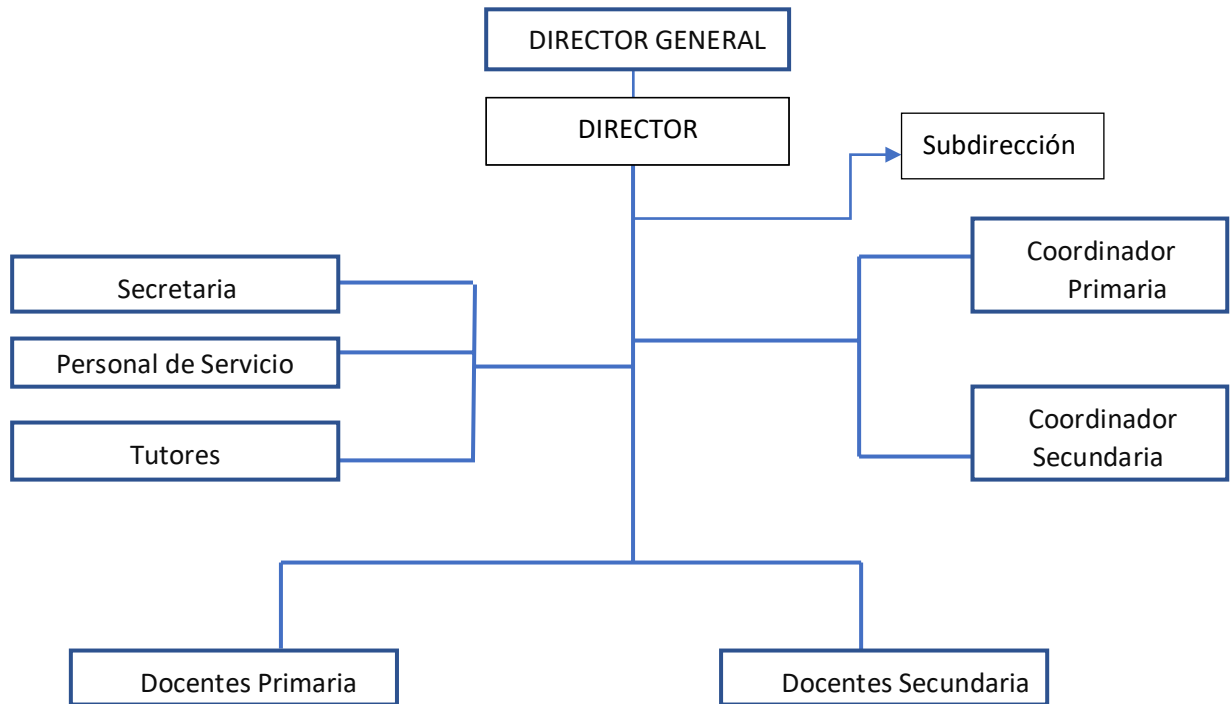 DIRECTOR GENERAL
DIRECTOR
Subdirección
Secretaria
Personal de Servicio
Tutores
Coordinador
Primaria
Coordinador
Secundaria
Docentes Primaria
Docentes Secundaria